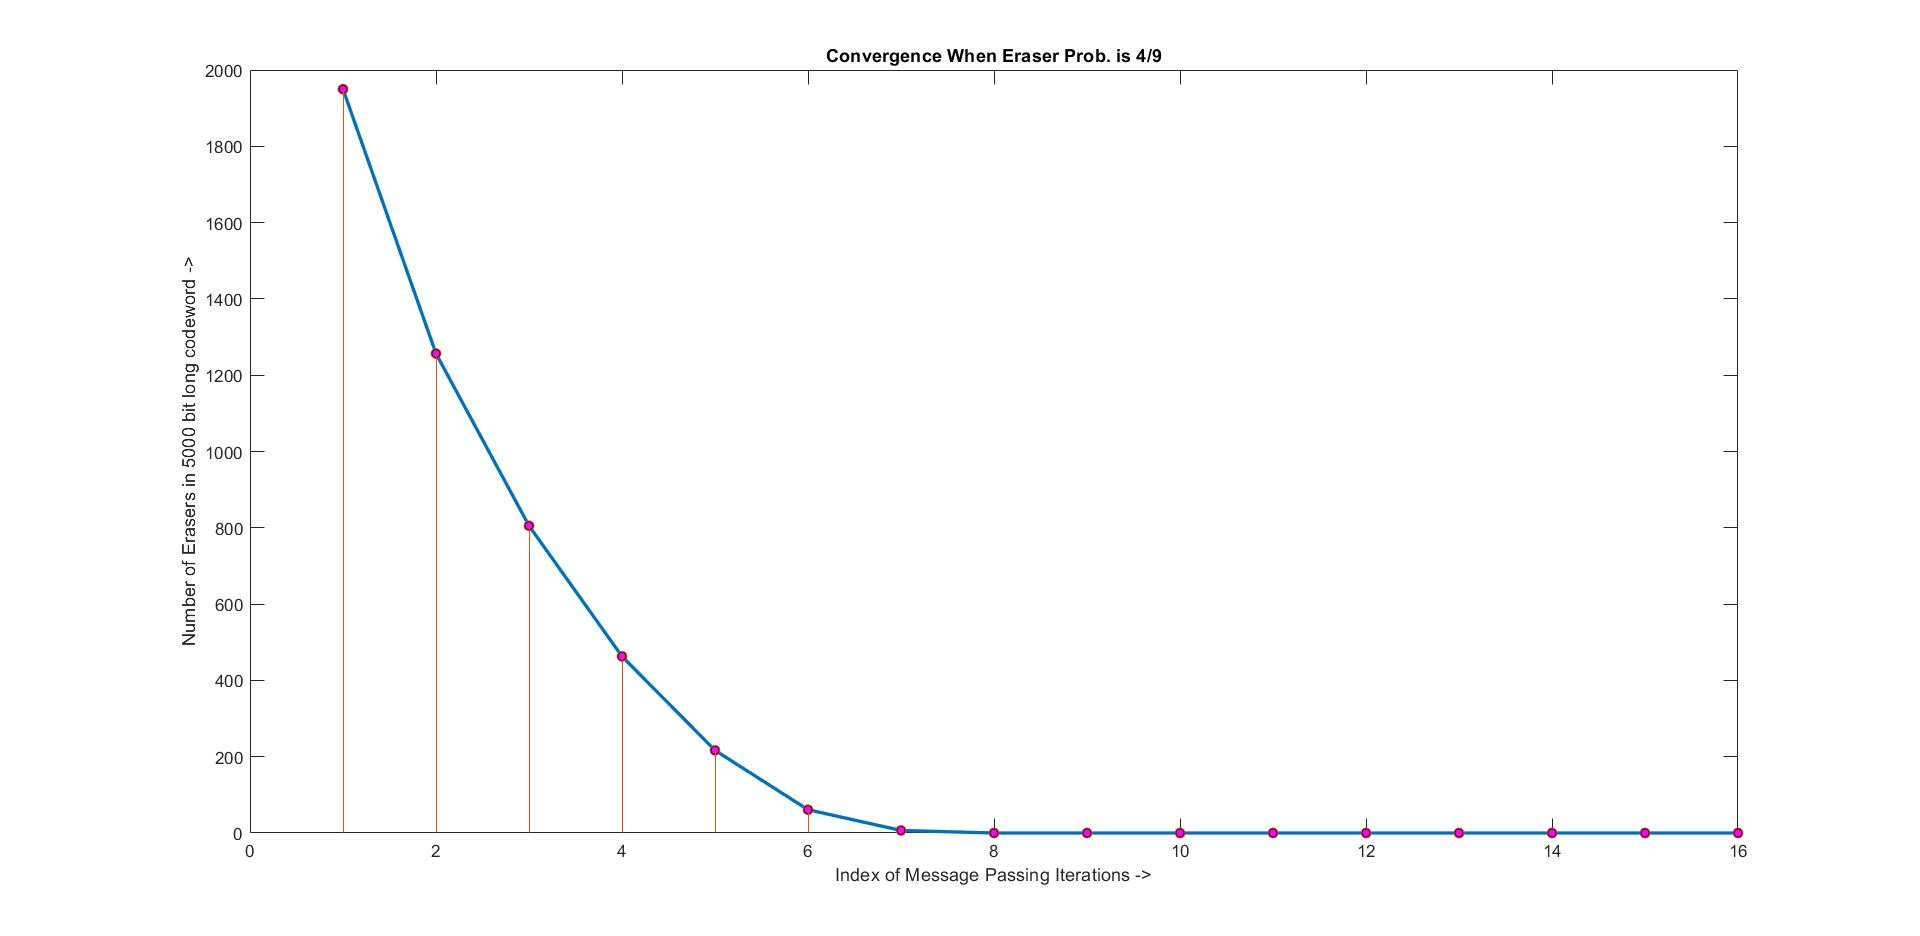 Convergence When Eraser Prob. is 4/9
2000
1800
1600
1400
1200
1000
800
600
400
200
0
Number of Erasers in 5000 bit long codeword ->
0 2 4 6 8 10 12 14 16
Index of Message Passing Iterations ->